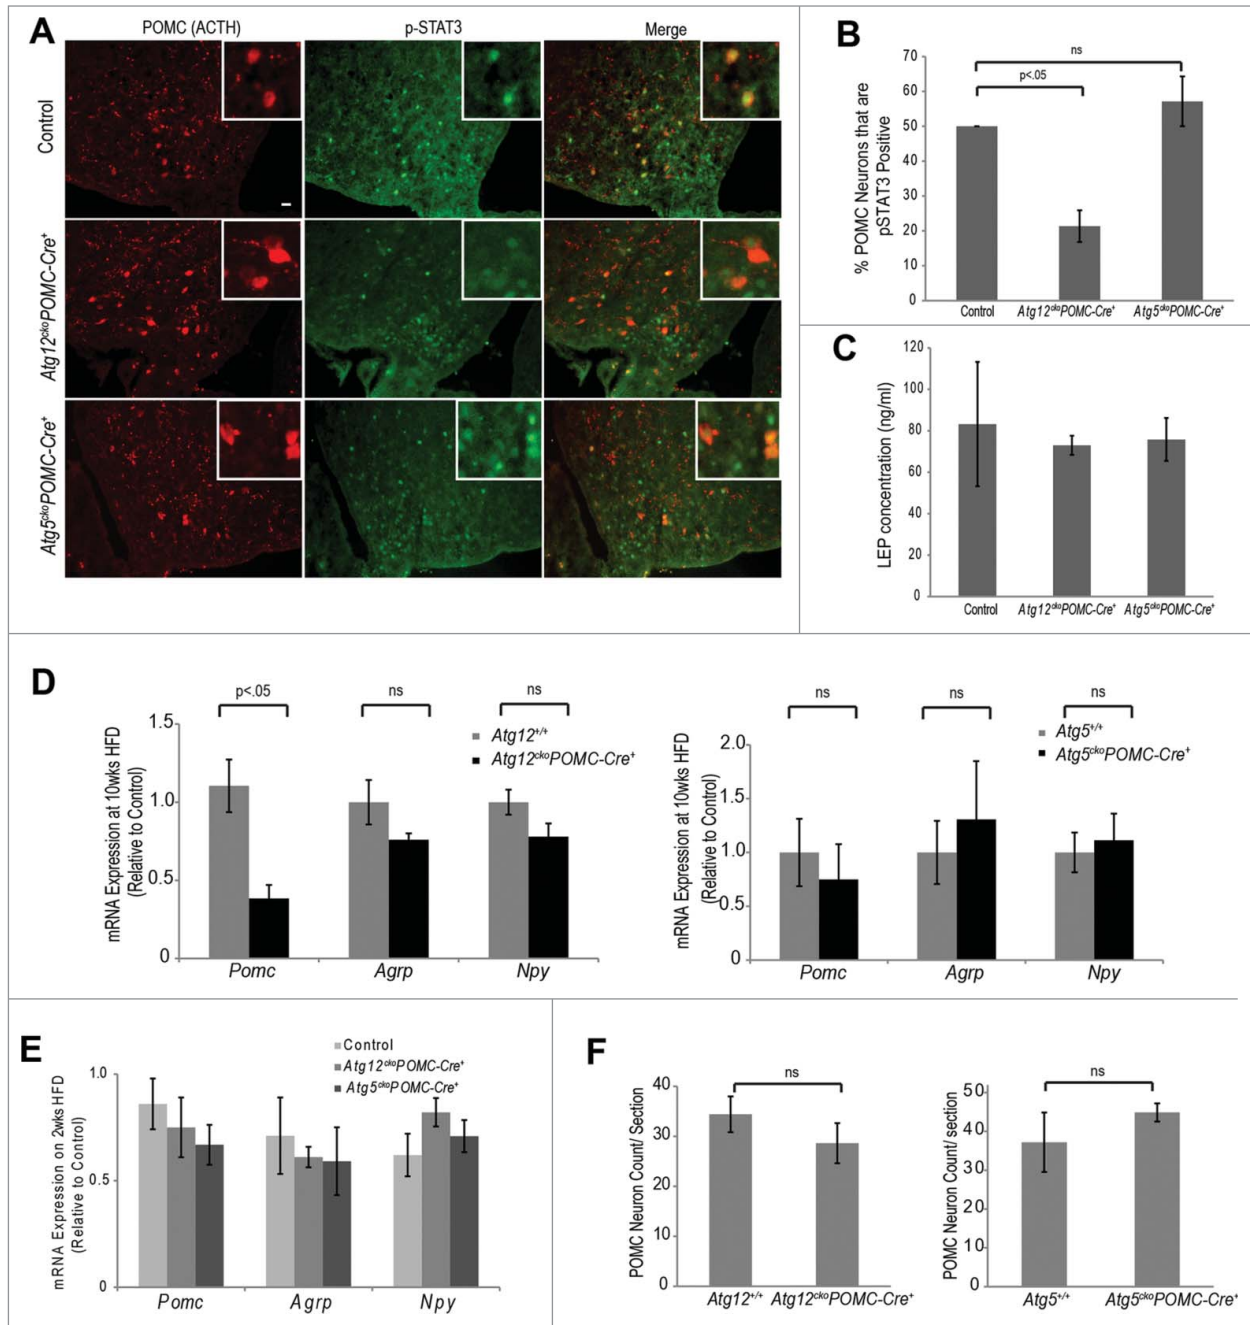 A
POMC (ACTH)
p-STAT3
Merge
Control
Atg12ckoPOMC-Cre+
Atg5ckoPOMC-Cre+
B
% POMC Neurons that are
pSTAT3 Positive
70
60
50
40
30
20
10
0
ns
p<.05
Control
Atg12ckoPOMC-Cre+
Atg5ckoPOMC-Cre+
C
LEP concentration (ng/ml)
120
100
80
60
40
20
0
Control
Atg12ckoPOMC-Cre+
Atg5ckoPOMC-Cre+
D
mRNA Expression at 10wks HFD
(Relative to Control)
1.5
1.0
0.5
0
p<.05
ns
ns
Atg12+/+
Atg12ckoPOMC-Cre+
Pomc
Agrp
Npy
mRNA Expression at 10wks HFD
(Relative to Control)
2.0
1.5
1.0
0.5
0
ns
ns
ns
Atg5+/+
Atg5ckoPOMC-Cre+
Pomc
Agrp
Npy
E
mRNA Expression on 2wks HFD
(Relative to Control)
1.0
0.5
0
Control
Atg12ckoPOMC-Cre+
Atg5ckoPOMC-Cre+
Pomc
Agrp
Npy
F
POMC Neuron Count/ Section
40
30
20
10
0
ns
Atg12+/+
Atg12ckoPOMC-Cre+
POMC Neuron count/ section
50
40
30
20
10
0
ns
Atg5+/+
Atg5ckoPOMC-Cre+